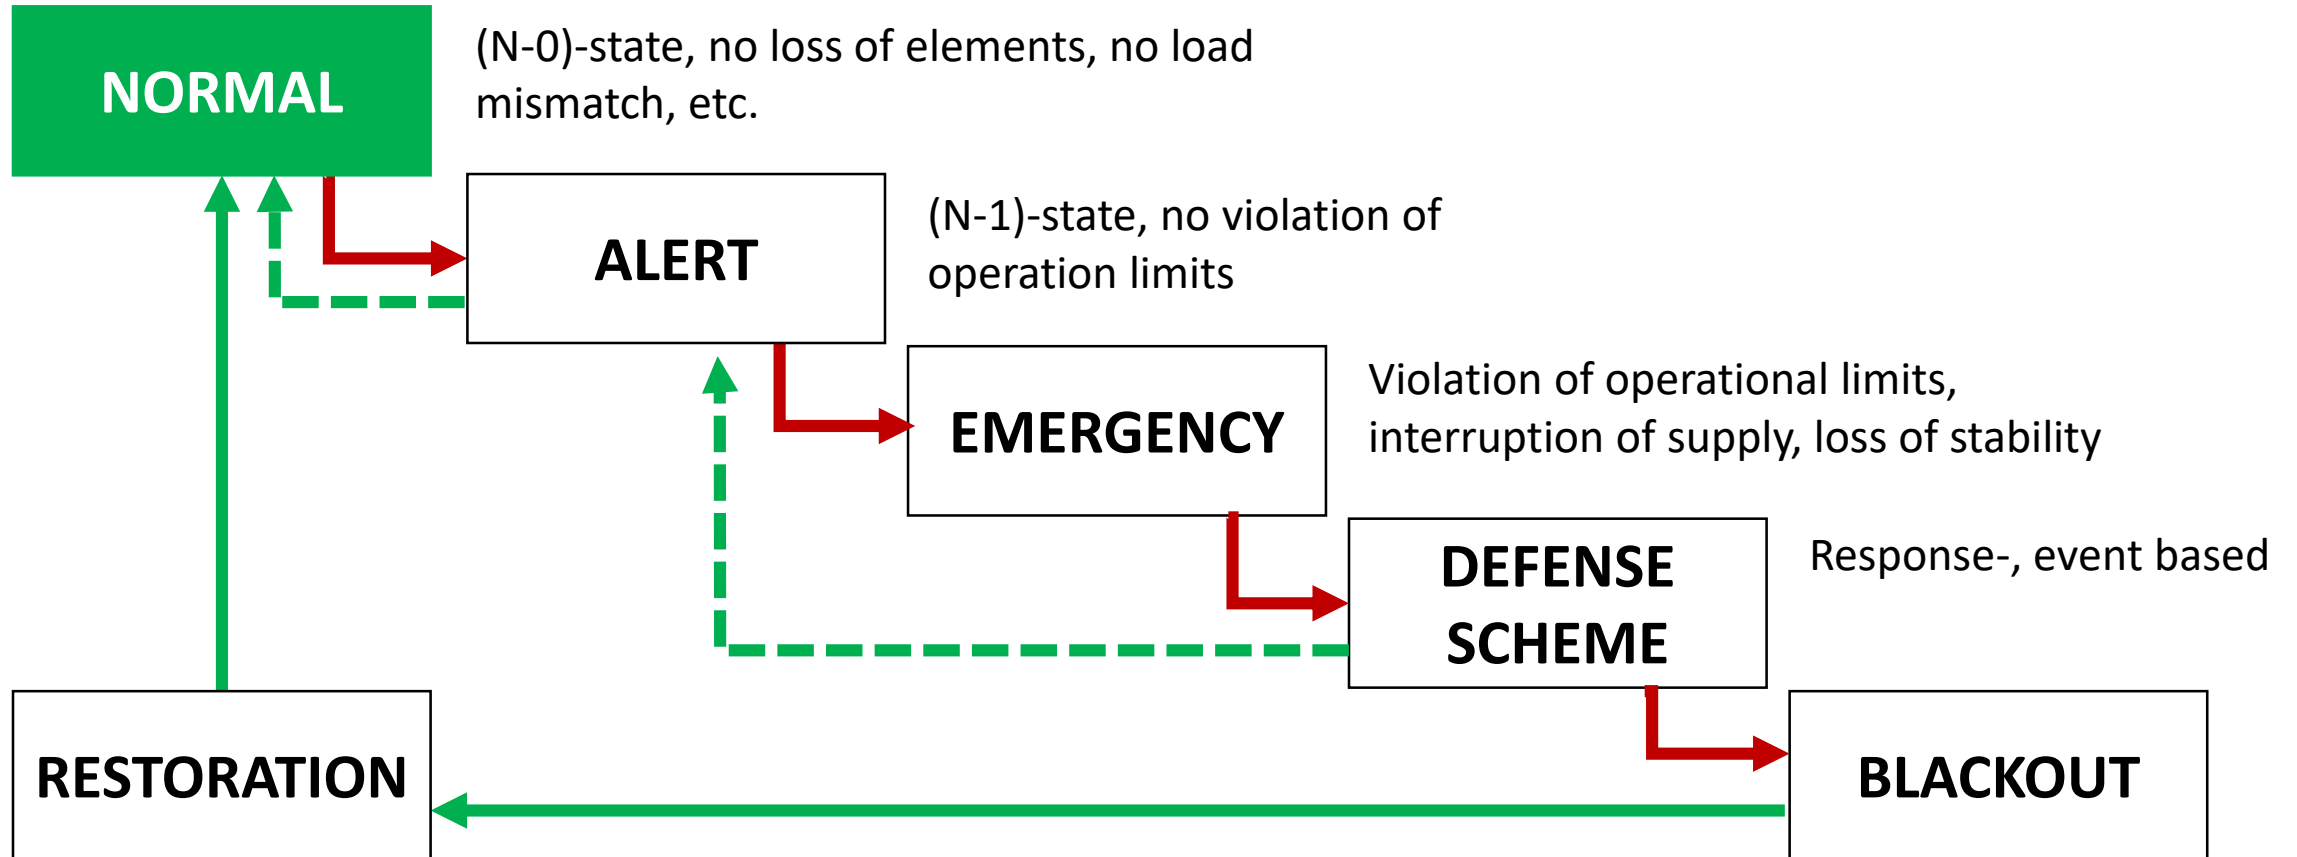 NORMAL
(N-0)-state, no loss of elements, no load
mismatch, etc.
ALERT
(N-1)-state, no violation of
operation limits
EMERGENCY
Violation of operational limits,
interruption of supply, loss of stability
DEFENSE
SCHEME
Response-, event based
RESTORATION
BLACKOUT